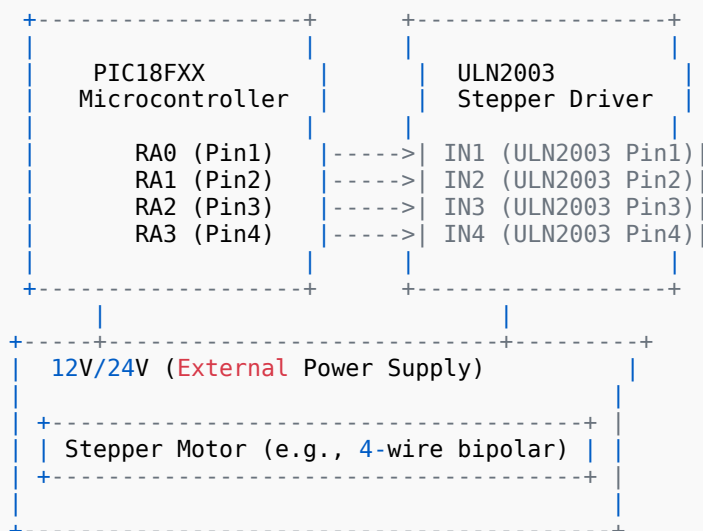 PIC18FXX ULN2003
Microcontroller Stepper Driver
RA0 (Pin1) IN1 (ULN2003 Pin1)
RA1 (Pin2) IN2 (ULN2003 Pin2)
RA2 (Pin3) IN3 (ULN2003 Pin3)
RA3 (Pin4) IN4 (ULN2003 Pin4)
12V/24V (External Power Supply)
Stepper Motor (e.g., 4-wire bipolar)